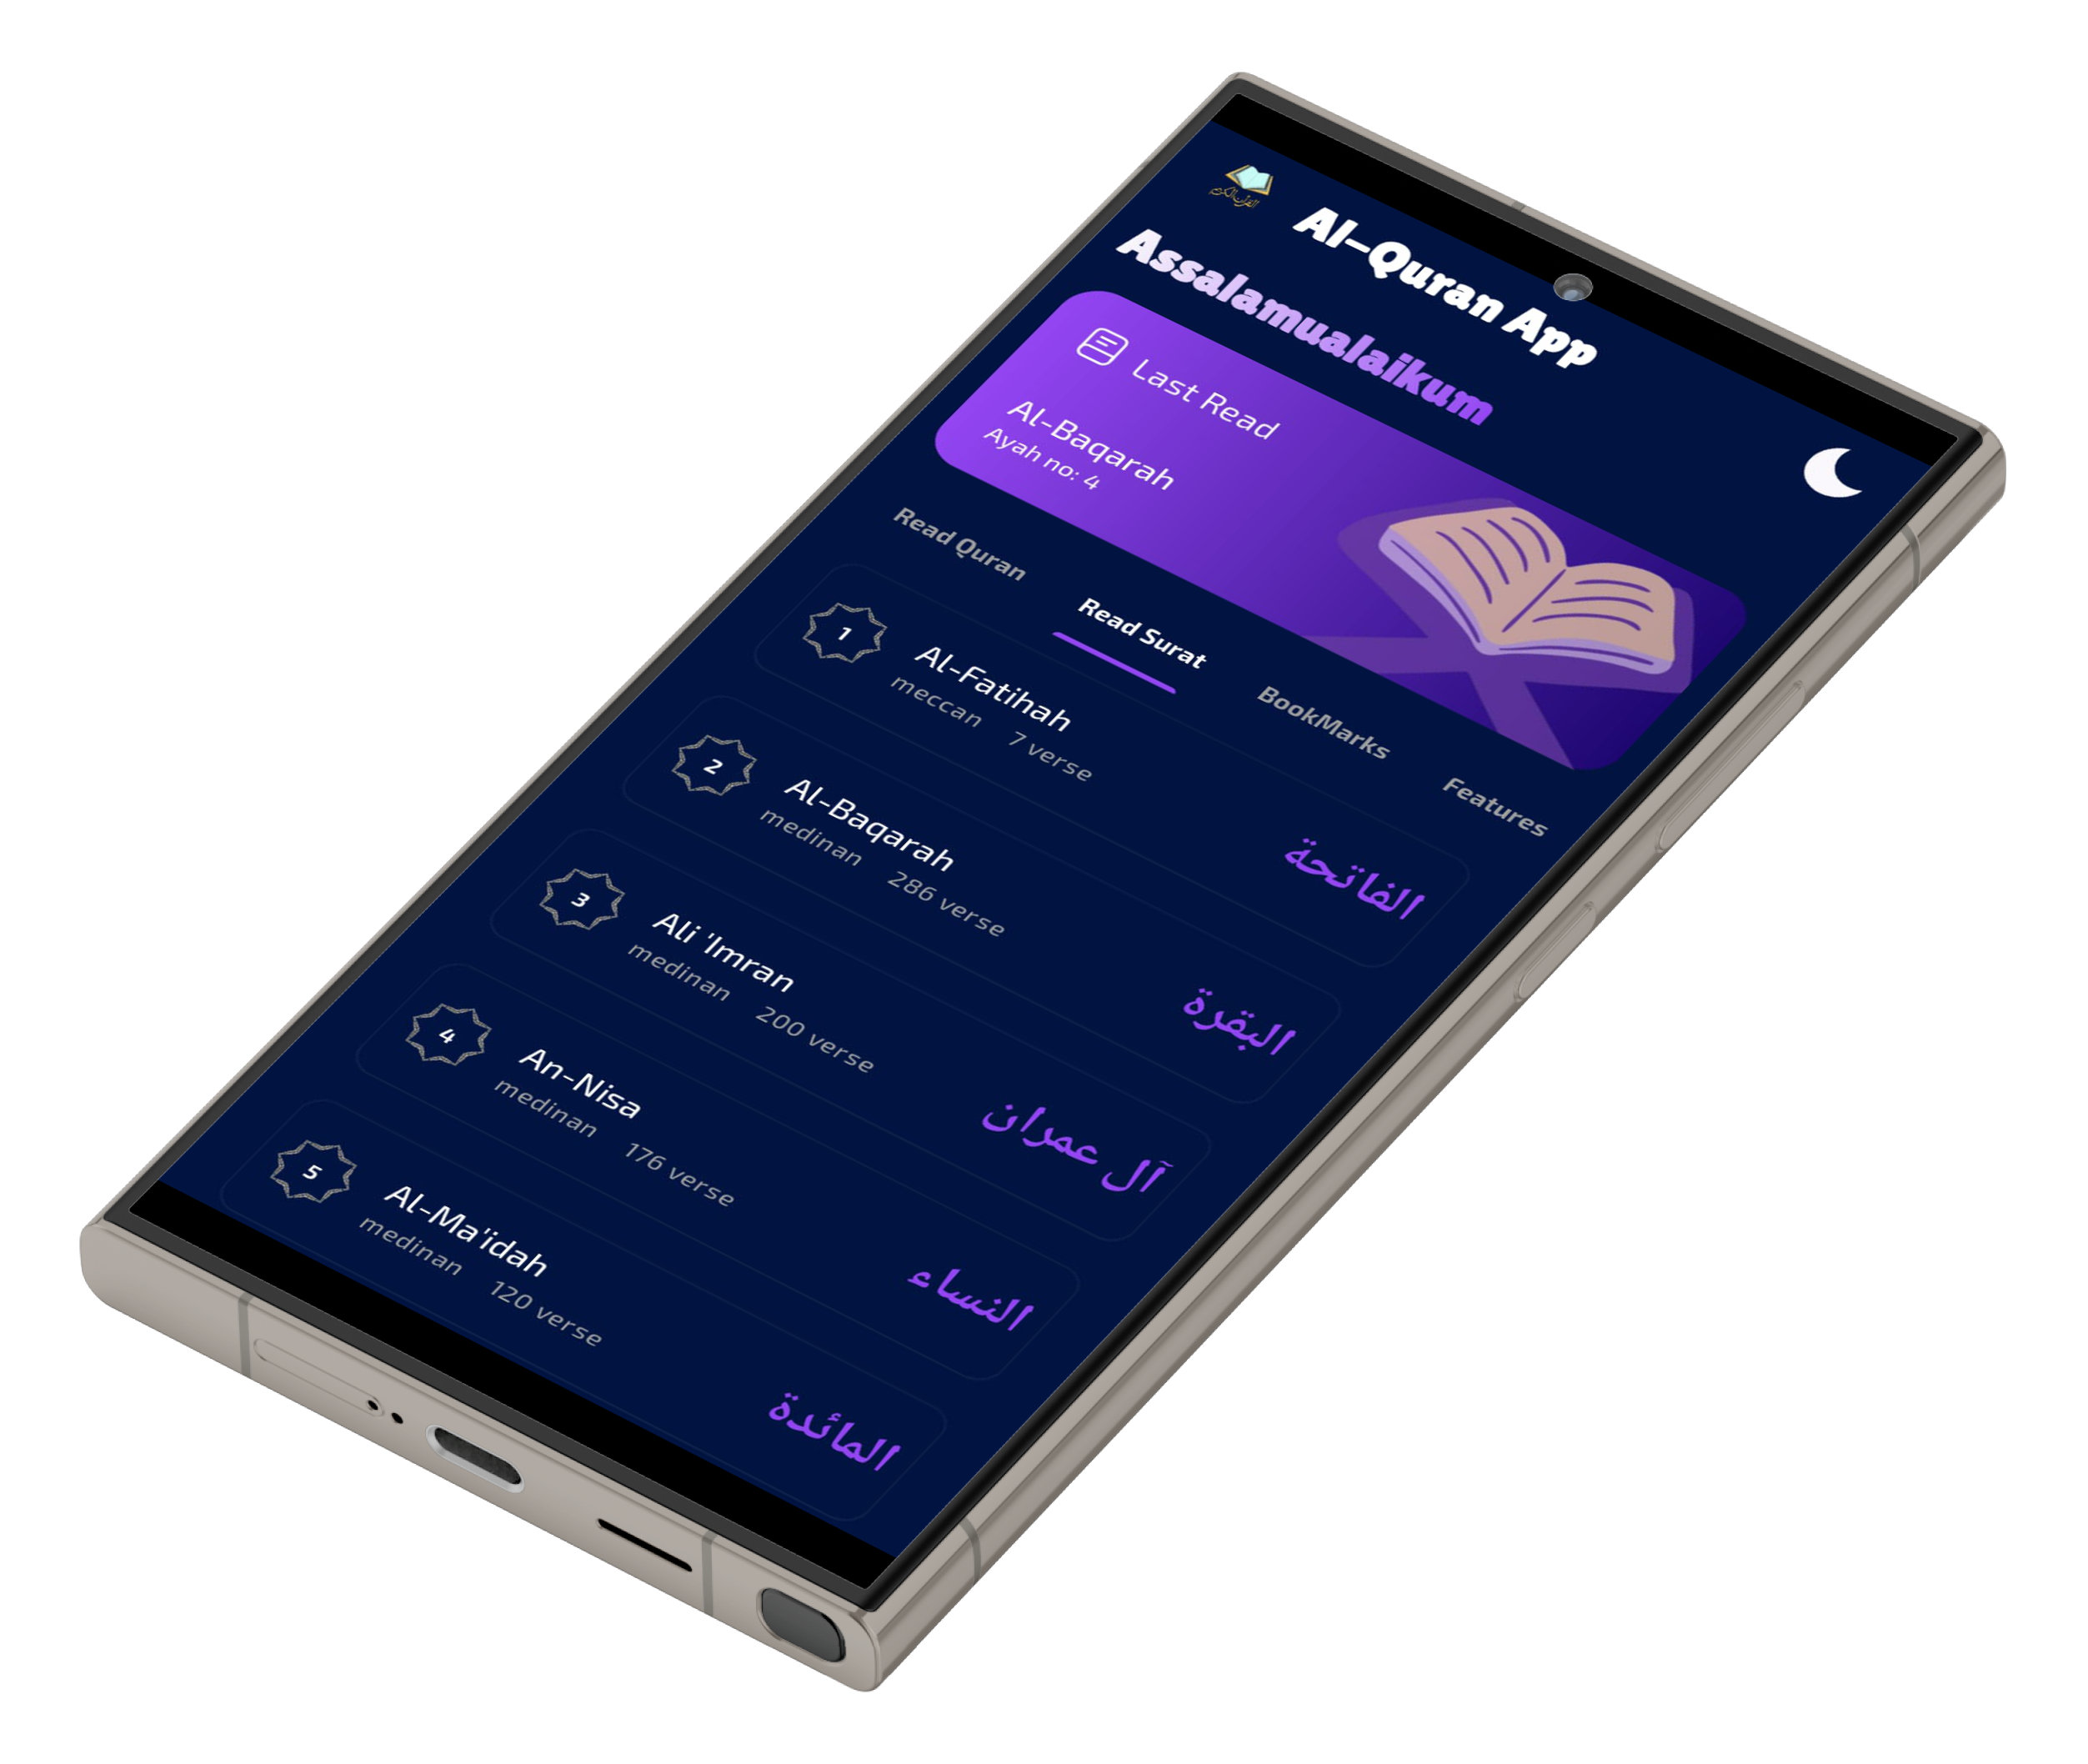 القرآن الكريم
Al-Quran App
Assalamualaikum
Last Read
Al-Baqarah
Ayah no: 4
Read Quran
Read Surat
BookMarks
Features
1
Al-Fatihah
meccan 7 verse
الفاتحة
2
Al-Baqarah
medinan 286 verse
البقرة
3
Ali 'Imran
medinan 200 verse
آل عمران
4
An-Nisa
medinan 176 verse
النساء
5
Al-Ma'idah
medinan 120 verse
المائدة